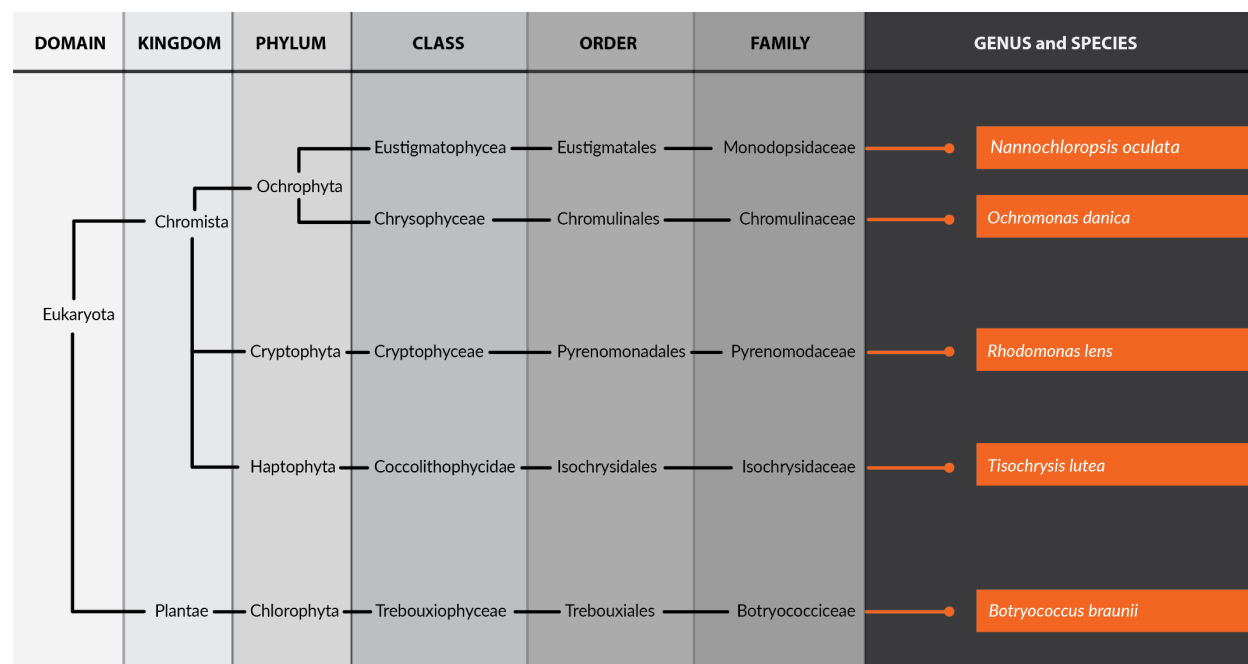 DOMAIN KINGDOM PHYLUM CLASS ORDER FAMILY GENUS and SPECIES
Eustigmatophycea Eustigmatales Monodopsidaceae Nannochloropsis oculata
Ochrophyta
Chrysophyceae Chromulinales Chromulinaceae Ochromonas danica
Chromista
Eukaryota
Cryptophyta Cryptophyceae Pyrenomonadales Pyrenomodaceae Rhodomonas lens
Haptophyta Coccolithophycidae Isochrysidales Isochrysidaceae Tisochrysis lutea
Plantae Chlorophyta Trebouxiophyceae Trebouxiales Botryococciceae Botryococcus braunii